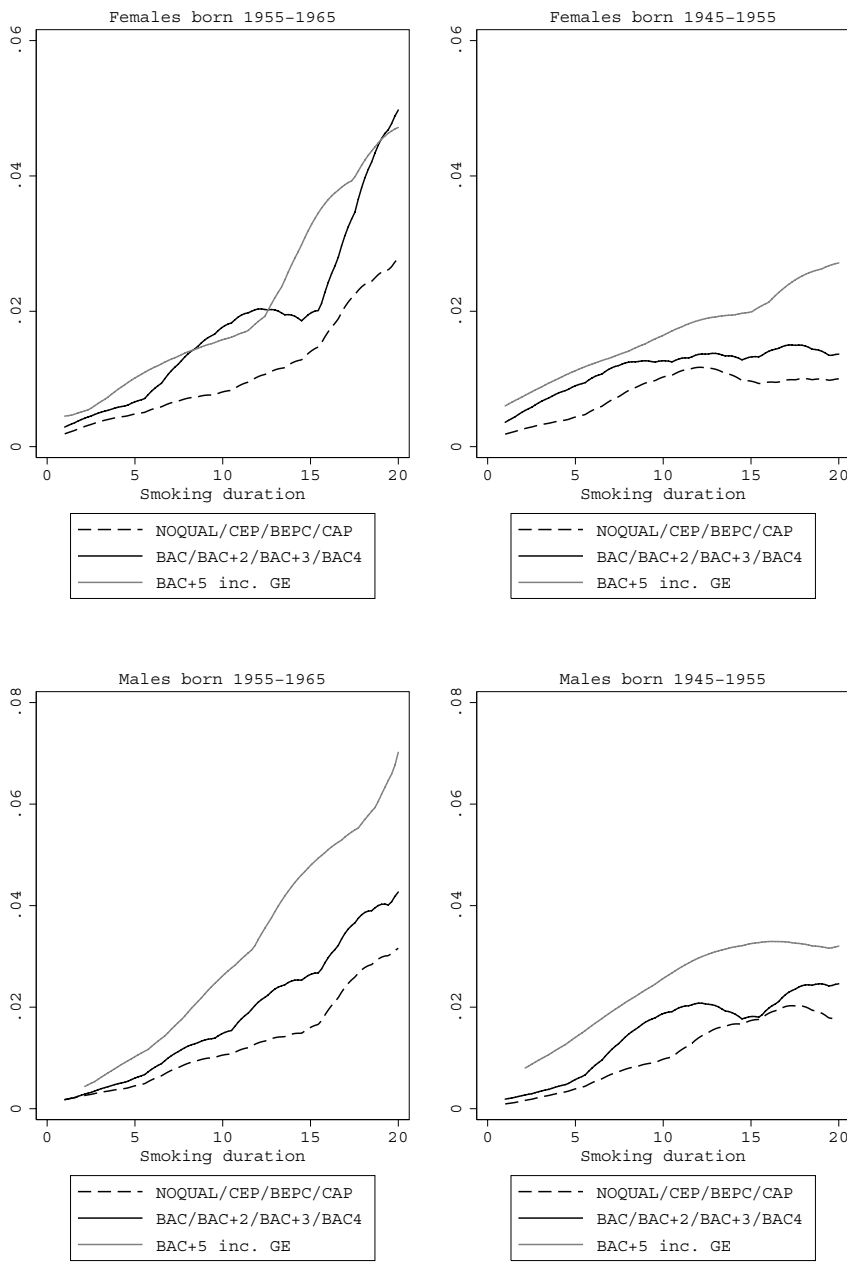 Females born 1955-1965
.06
.04
.02
0
0 5 10 15 20
Smoking duration
NOQUAL/CEP/BEPC/CAP
BAC/BAC+2/BAC+3/BAC4
BAC+5 inc. GE
Females born 1945-1955
.06
.04
.02
0
0 5 10 15 20
Smoking duration
NOQUAL/CEP/BEPC/CAP
BAC/BAC+2/BAC+3/BAC4
BAC+5 inc. GE
Males born 1955-1965
.08
.06
.04
.02
0
0 5 10 15 20
Smoking duration
NOQUAL/CEP/BEPC/CAP
BAC/BAC+2/BAC+3/BAC4
BAC+5 inc. GE
Males born 1945-1955
.08
.06
.04
.02
0
0 5 10 15 20
Smoking duration
NOQUAL/CEP/BEPC/CAP
BAC/BAC+2/BAC+3/BAC4
BAC+5 inc. GE